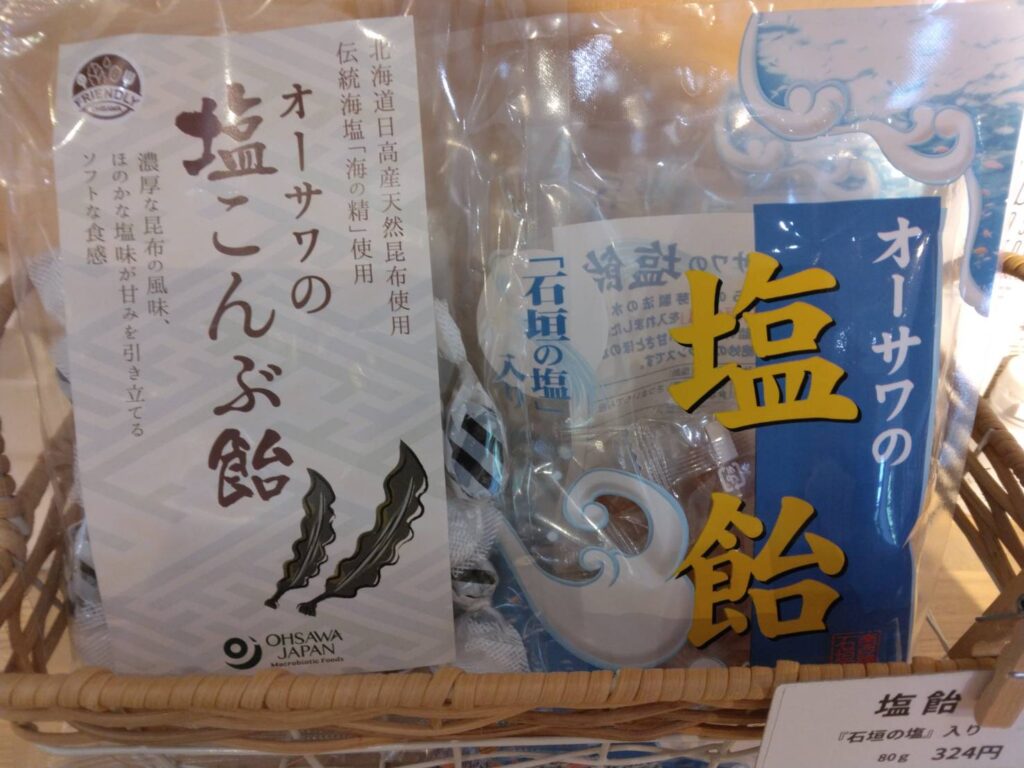 FRIENDLY
北海道日高産天然昆布使用
伝統海塩「海の精」使用
オーサワの
塩こんぶ飴
濃厚な昆布の風味、
ほのかな塩味が甘みを引き立てる
ソフトな食感
OHSAWA
JAPAN
Macrobiotic Foods
オーサワの
塩飴
「石垣の塩」
入り
塩飴
『石垣の塩』入り
80g 324円